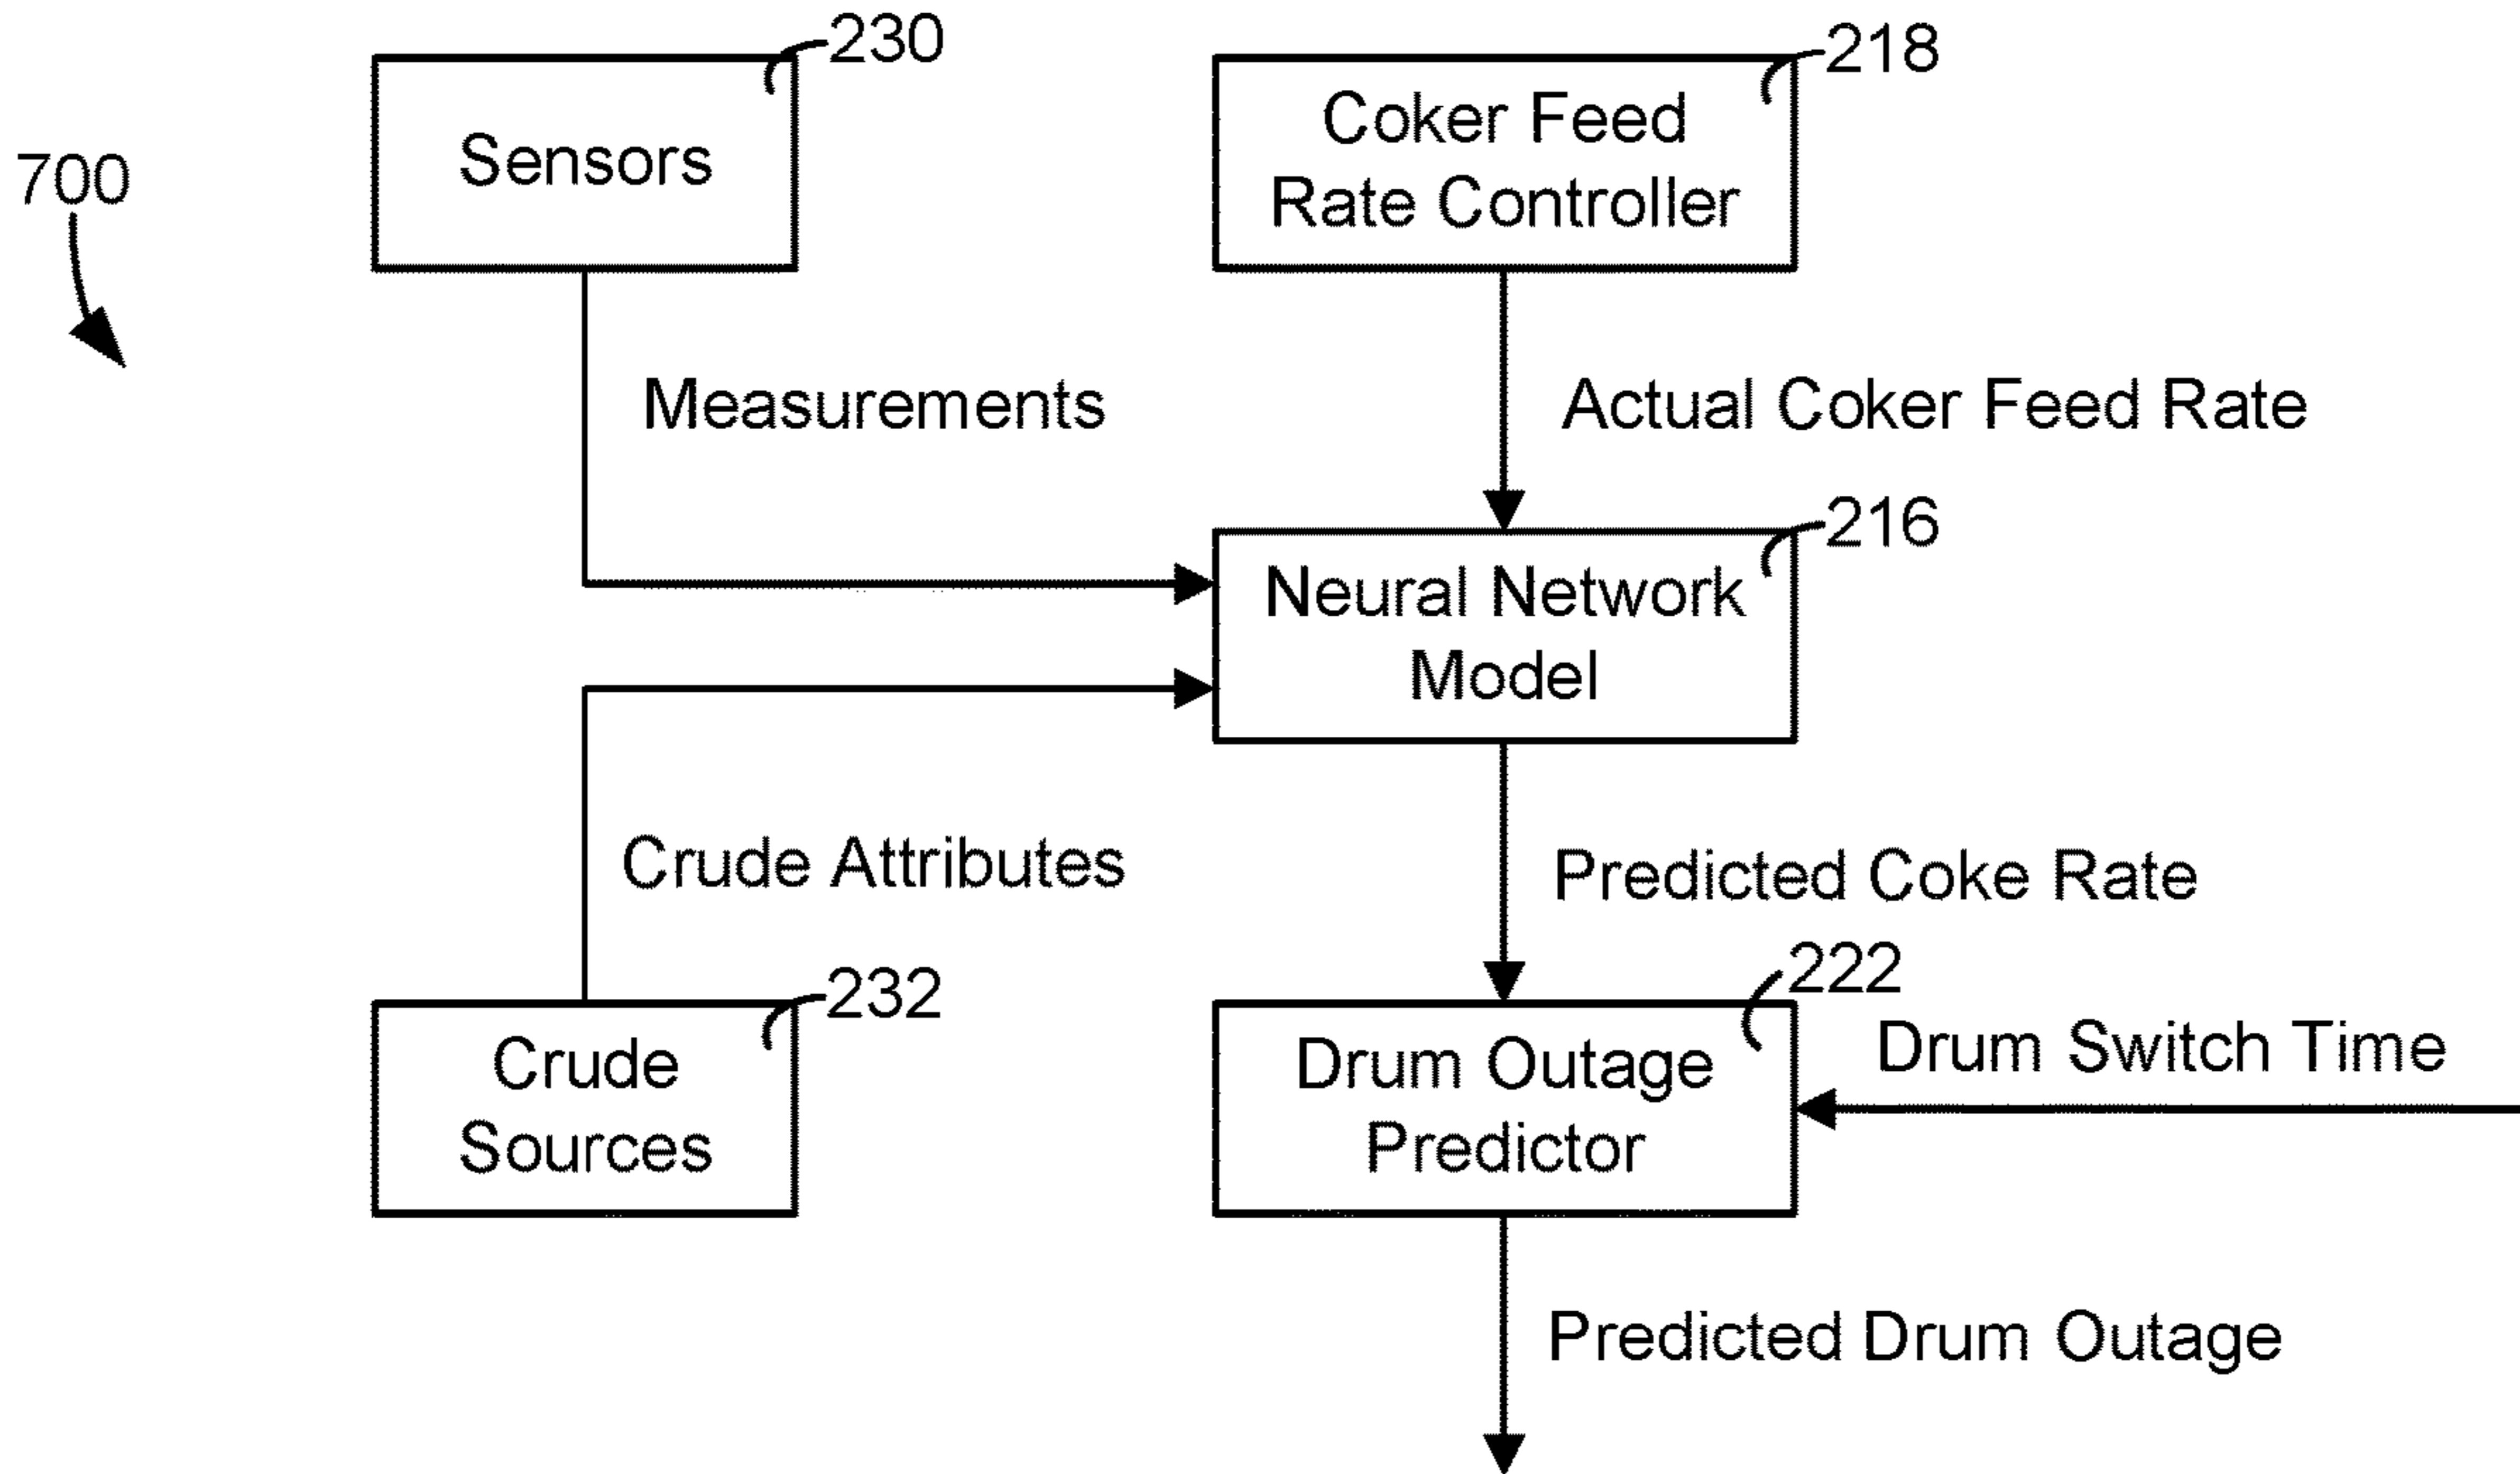 700
230
Sensors
218
Coker Feed
Rate Controller
Measurements
Actual Coker Feed Rate
216
Neural Network
Model
Crude Attributes
Predicted Coke Rate
232
Crude
Sources
222
Drum Outage
Predictor
Drum Switch Time
Predicted Drum Outage